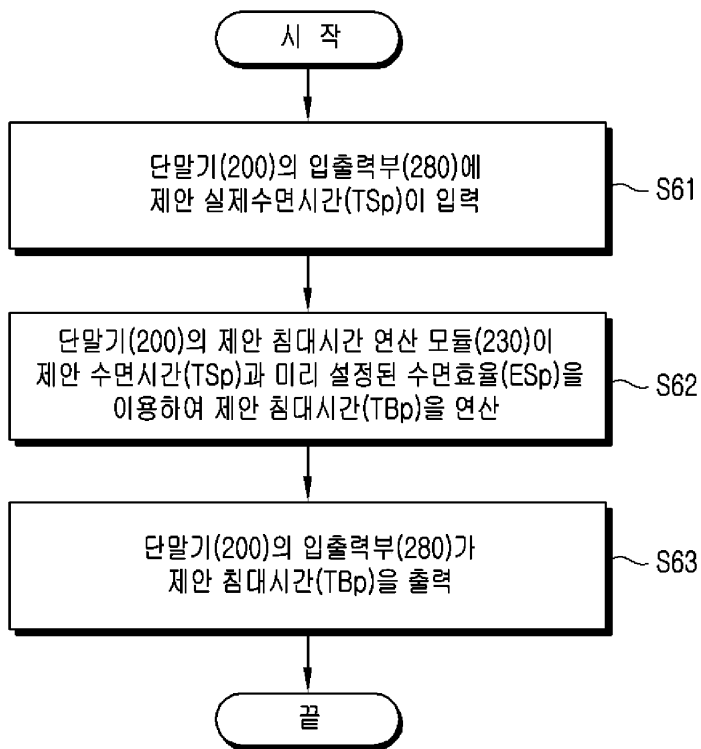 시 작
단말기(200)의 입출력부(280)에
제안 실제수면시간(TSp)이 입력
S61
단말기(200)의 제안 침대시간 연산 모듈(230)이
제안 수면시간(TSp)과 미리 설정된 수면효율(ESp)을
이용하여 제안 침대시간(TBp)을 연산
S62
단말기(200)의 입출력부(280)가
제안 침대시간(TBp)을 출력
S63
끝